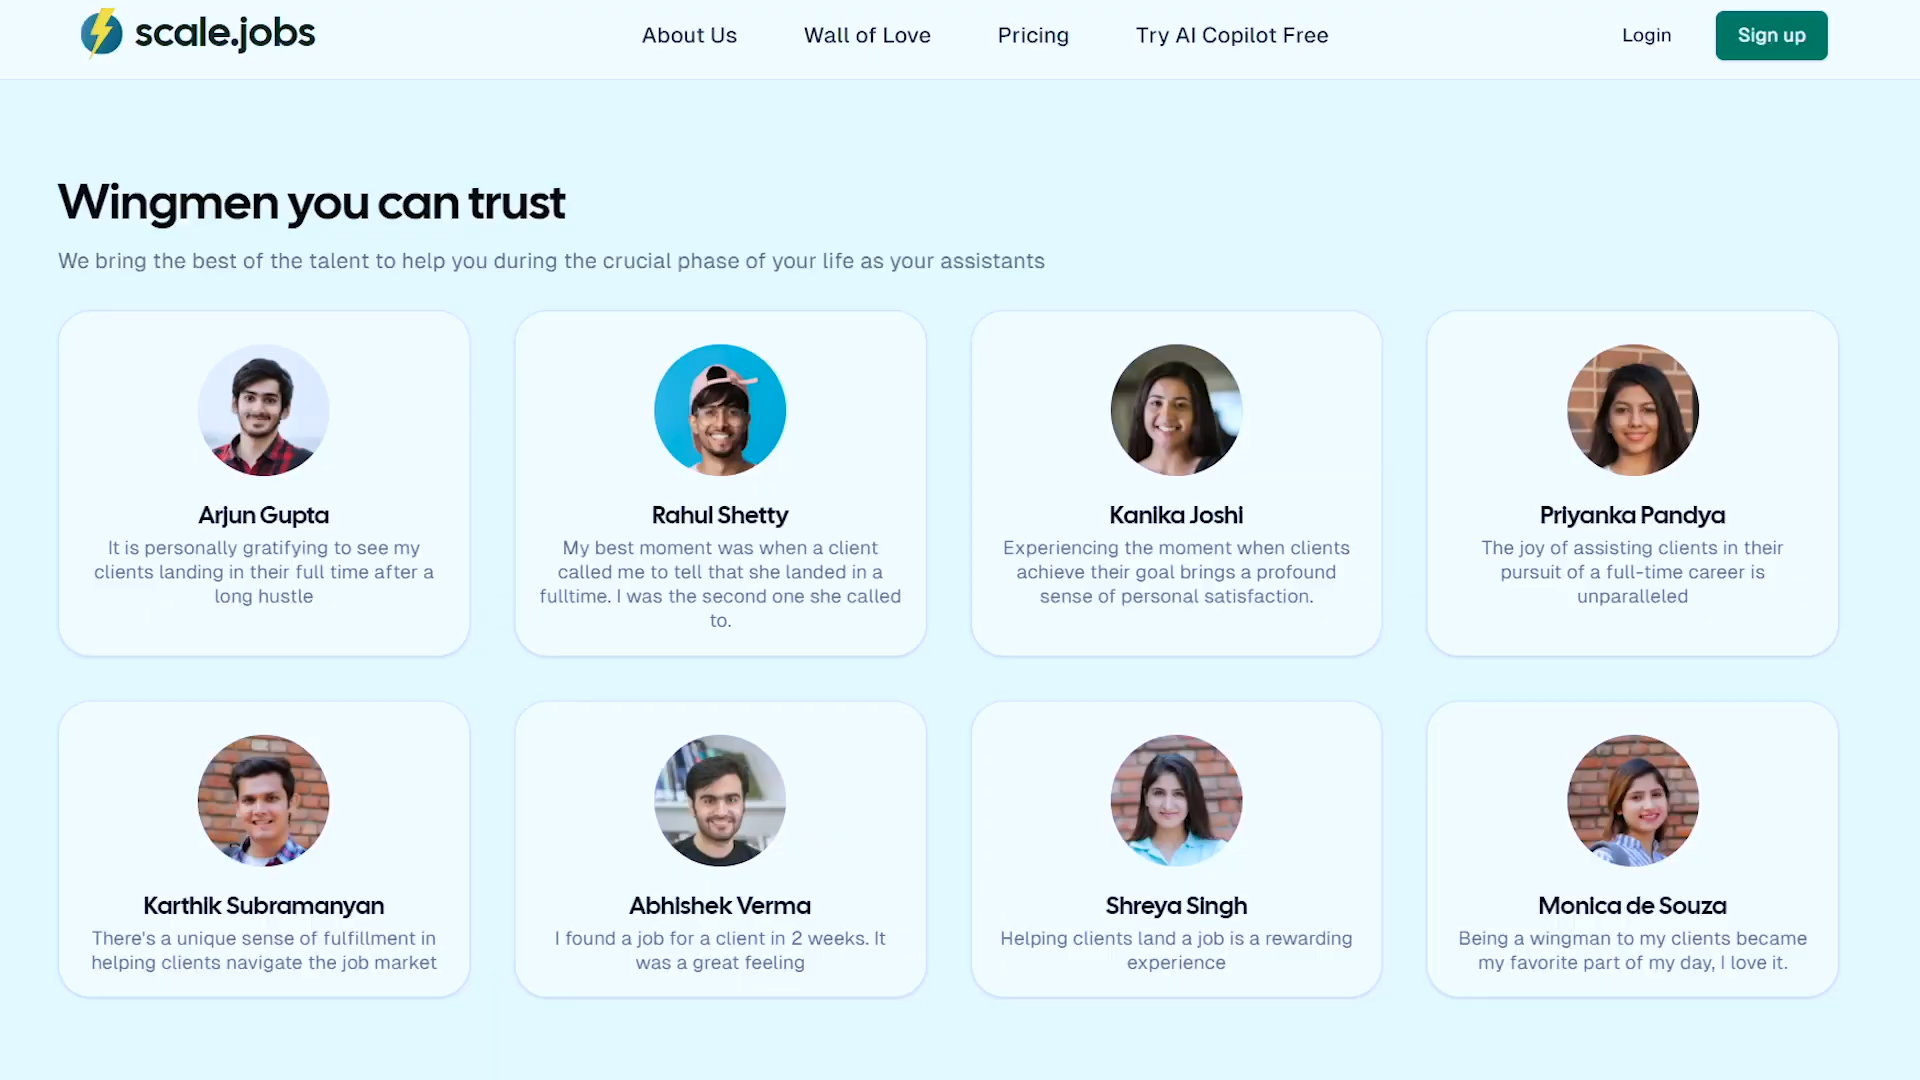 scale.jobs
About Us
Wall of Love
Pricing
Try AI Copilot Free
Login
Sign up
Wingmen you can trust
We bring the best of the talent to help you during the crucial phase of your life as your assistants
Arjun Gupta
It is personally gratifying to see my
clients landing in their full time after a
long hustle
Rahul Shetty
My best moment was when a client
called me to tell that she landed in a
fulltime. I was the second one she called
to.
Kanika Joshi
Experiencing the moment when clients
achieve their goal brings a profound
sense of personal satisfaction.
Priyanka Pandya
The joy of assisting clients in their
pursuit of a full-time career is
unparalleled
Karthik Subramanyan
There's a unique sense of fulfillment in
helping clients navigate the job market
Abhishek Verma
I found a job for a client in 2 weeks. It
was a great feeling
Shreya Singh
Helping clients land a job is a rewarding
experience
Monica de Souza
Being a wingman to my clients became
my favorite part of my day, I love it.